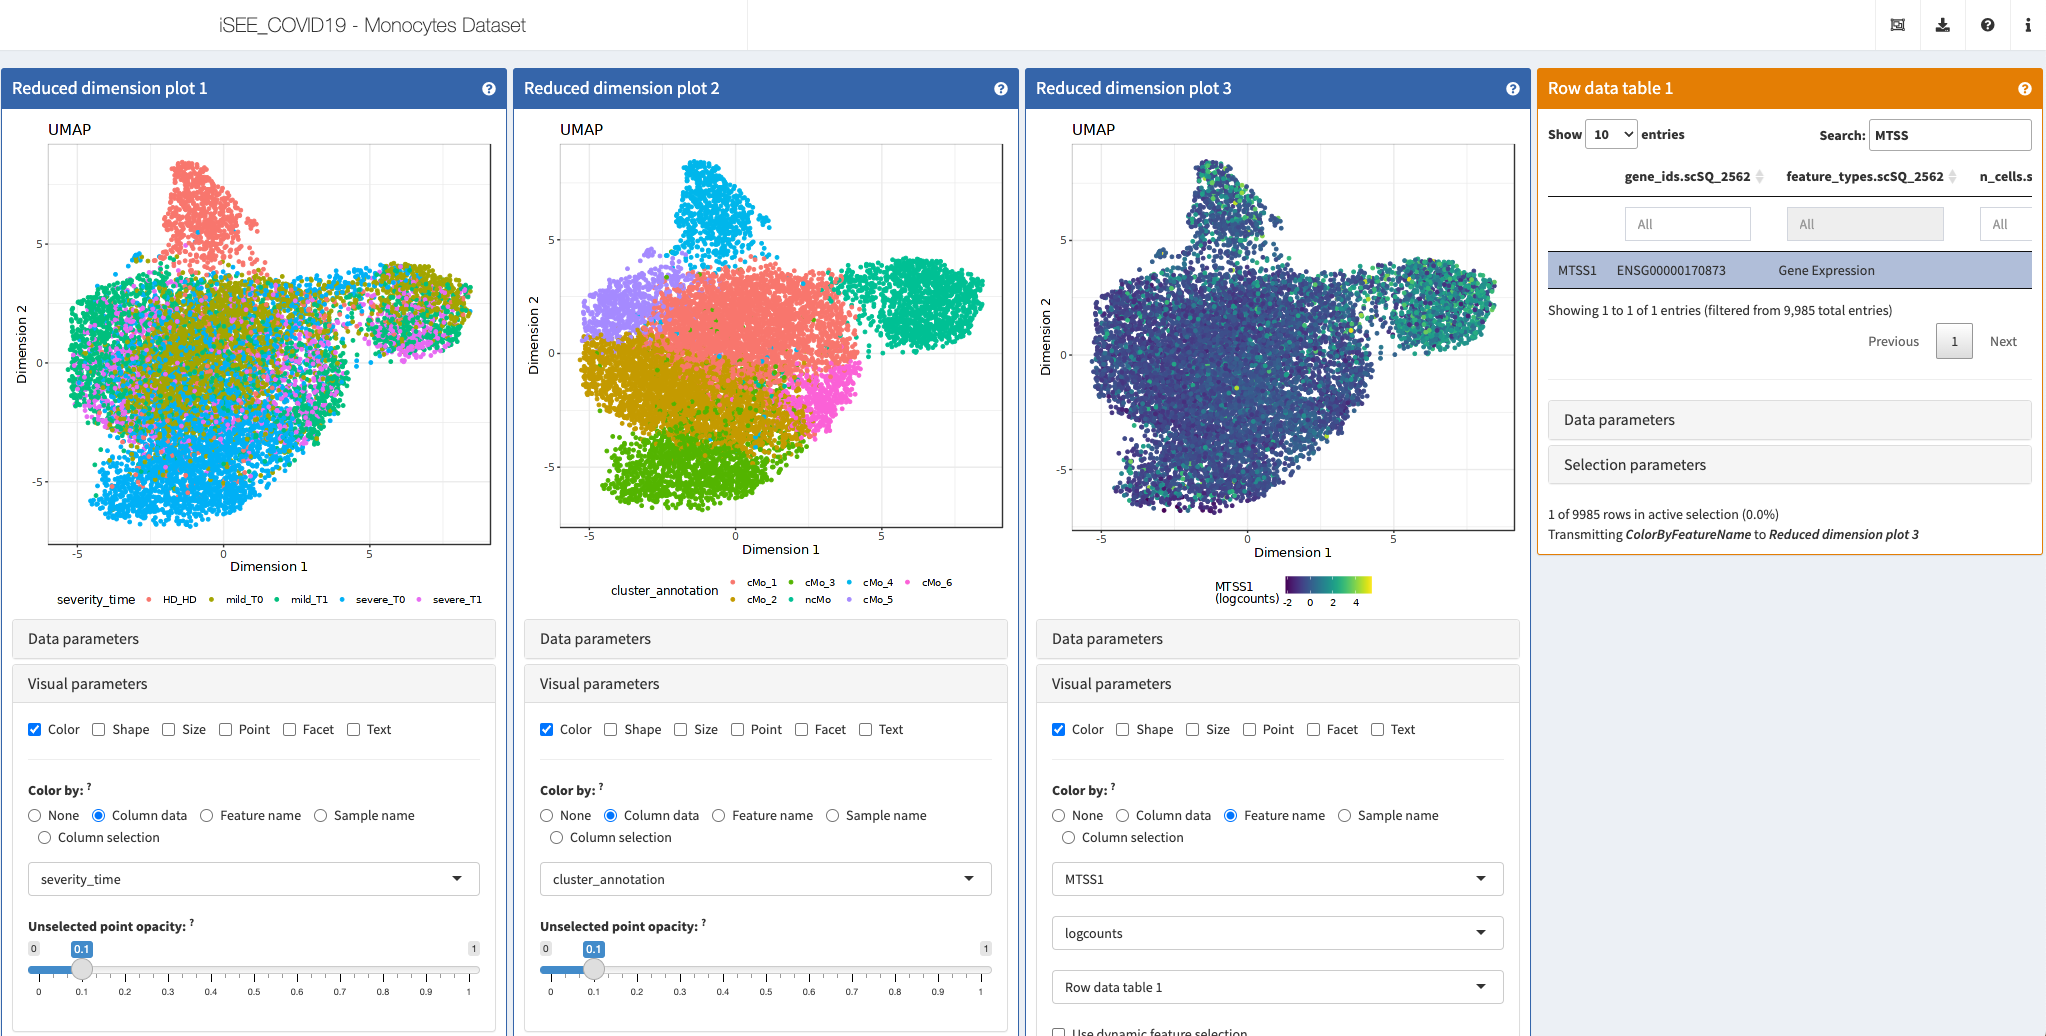 iSEE_COVID19 - Monocytes Dataset
Reduced dimension plot 1
UMAP
5
0
-5
-5 0 5
Dimension 2
Dimension 1
severity_time HD_HD mild_T0 mild_T1 severe_T0 severe_T1
Data parameters
Visual parameters
Color Shape Size Point Facet Text
Color by: ?
None Column data Feature name Sample name
Column selection
severity_time
Unselected point opacity: ?
0 0.1 1
0 0.1 0.2 0.3 0.4 0.5 0.6 0.7 0.8 0.9 1
Reduced dimension plot 2
UMAP
5
0
-5
-5 0 5
Dimension 2
Dimension 1
cluster_annotation
cMo_1 cMo_3 cMo_4 cMo_6
cMo_2 ncMo cMo_5
Data parameters
Visual parameters
Color Shape Size Point Facet Text
Color by: ?
None Column data Feature name Sample name
Column selection
cluster_annotation
Unselected point opacity: ?
0 0.1 1
0 0.1 0.2 0.3 0.4 0.5 0.6 0.7 0.8 0.9 1
Reduced dimension plot 3
UMAP
5
0
-5
-5 0 5
Dimension 2
Dimension 1
MTSS1
(logcounts)
-2 0 2 4
Data parameters
Visual parameters
Color Shape Size Point Facet Text
Color by: ?
None Column data Feature name Sample name
Column selection
MTSS1
logcounts
Row data table 1
Use dynamic feature selection
Row data table 1
Show 10 entries Search: MTSS
gene_ids.scSQ_2562 feature_types.scSQ_2562 n_cells.s
All All All
MTSS1 ENSG00000170873 Gene Expression
Showing 1 to 1 of 1 entries (filtered from 9,985 total entries)
Previous 1 Next
Data parameters
Selection parameters
1 of 9985 rows in active selection (0.0%)
Transmitting ColorByFeatureName to Reduced dimension plot 3